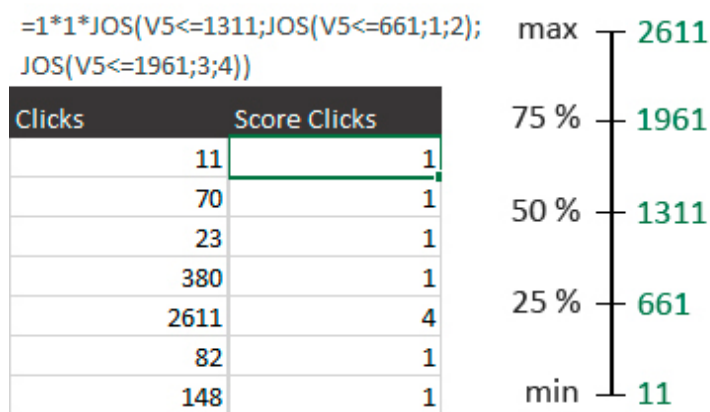 =1*1*JOS(V5<=1311;JOS(V5<=661;1;2);
JOS(V5<=1961;3;4))
Clicks Score Clicks
11 1
70 1
23 1
380 1
2611 4
82 1
148 1
max 2611
75 % 1961
50 % 1311
25 % 661
min 11